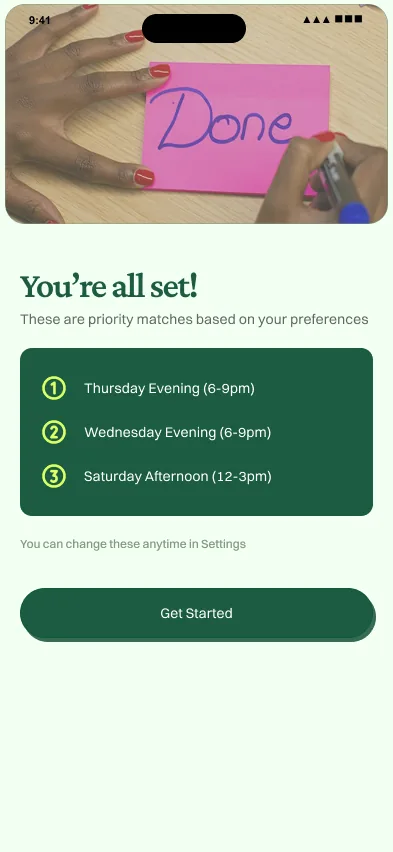 9:41
Done
You're all set!
These are priority matches based on your preferences
1 Thursday Evening (6-9pm)
2 Wednesday Evening (6-9pm)
3 Saturday Afternoon (12-3pm)
You can change these anytime in Settings
Get Started